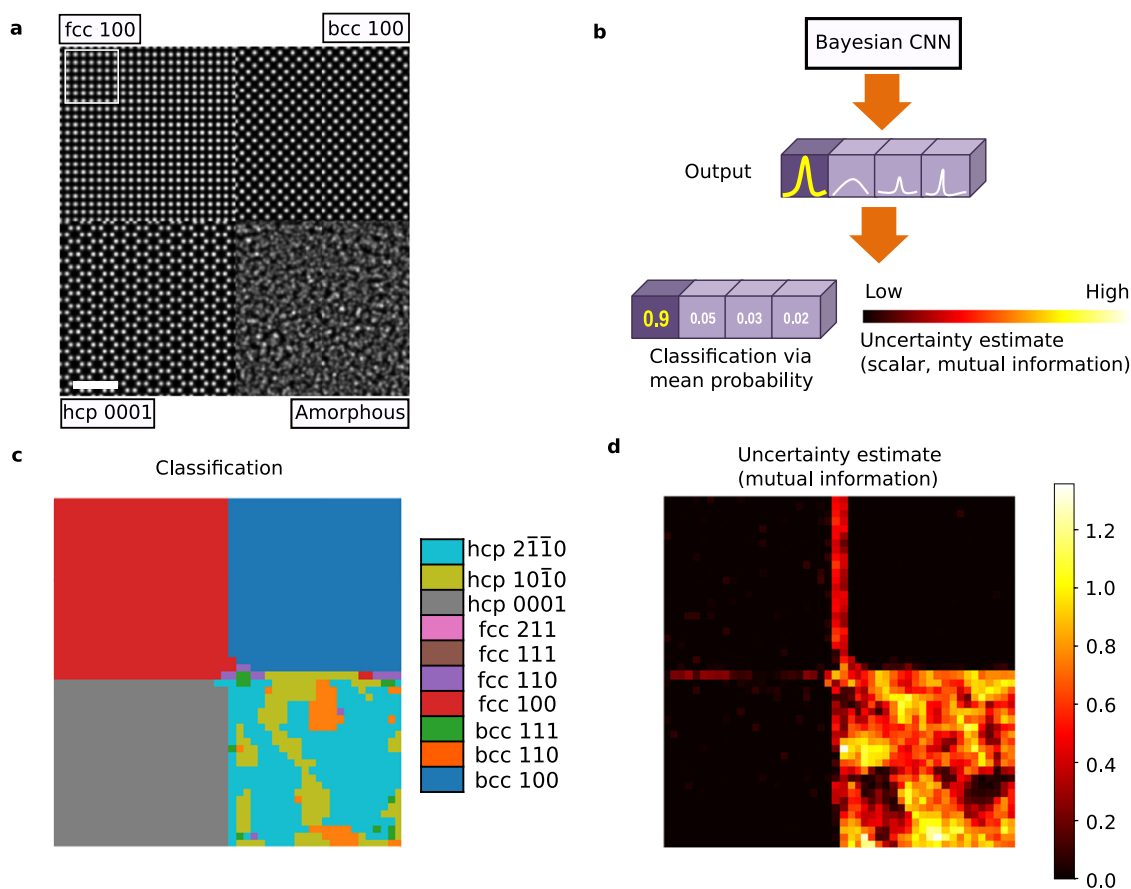 a
fcc 100
bcc 100
hcp 0001
Amorphous
b
Bayesian CNN
Output
0.9
0.05
0.03
0.02
Classification via
mean probability
Low
High
Uncertainty estimate
(scalar, mutual information)
c
Classification
hcp 21̅1̅0
hcp 101̅0
hcp 0001
fcc 211
fcc 111
fcc 110
fcc 100
bcc 111
bcc 110
bcc 100
d
Uncertainty estimate
(mutual information)
1.2
1.0
0.8
0.6
0.4
0.2
0.0